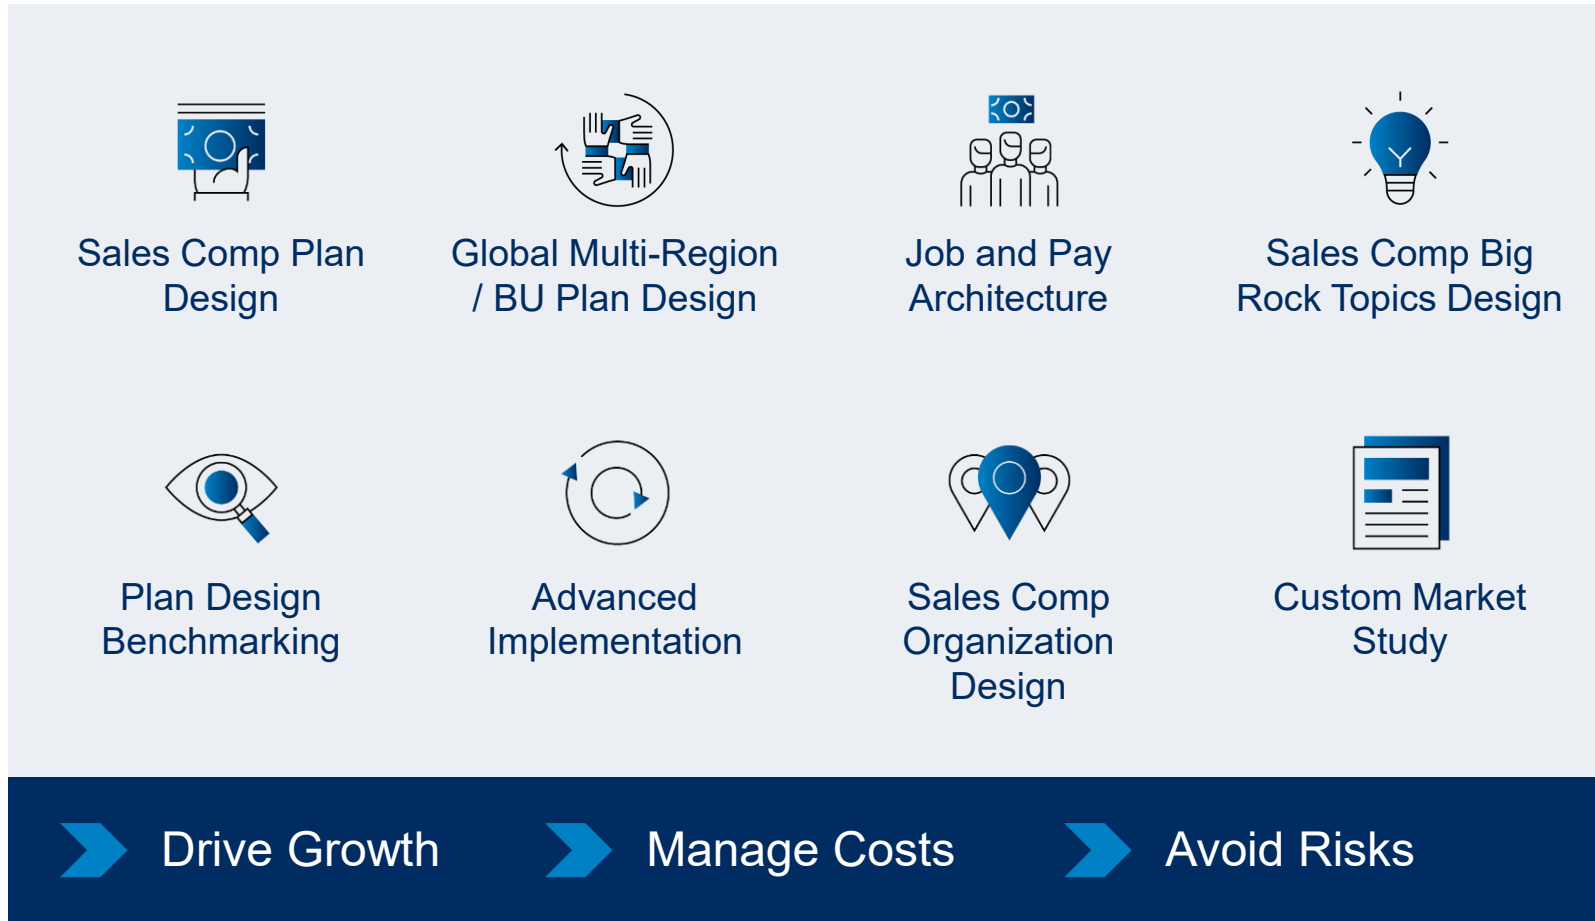 Sales Comp Plan
Design
Global Multi-Region
/ BU Plan Design
Job and Pay
Architecture
Sales Comp Big
Rock Topics Design
Plan Design
Benchmarking
Advanced
Implementation
Sales Comp
Organization
Design
Custom Market
Study
Drive Growth
Manage Costs
Avoid Risks